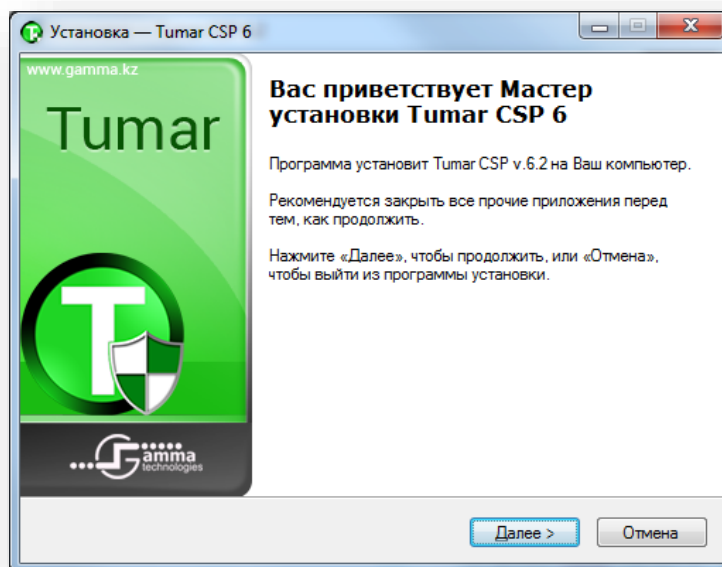 Установка — Tumar CSP 6
www.gamma.kz
Tumar
T
Gamma
technologies
Вас приветствует Мастер
установки Tumar CSP 6
Программа установит Tumar CSP v.6.2 на Ваш компьютер.
Рекомендуется закрыть все прочие приложения перед
тем, как продолжить.
Нажмите «Далее», чтобы продолжить, или «Отмена»,
чтобы выйти из программы установки.
Далее >
Отмена